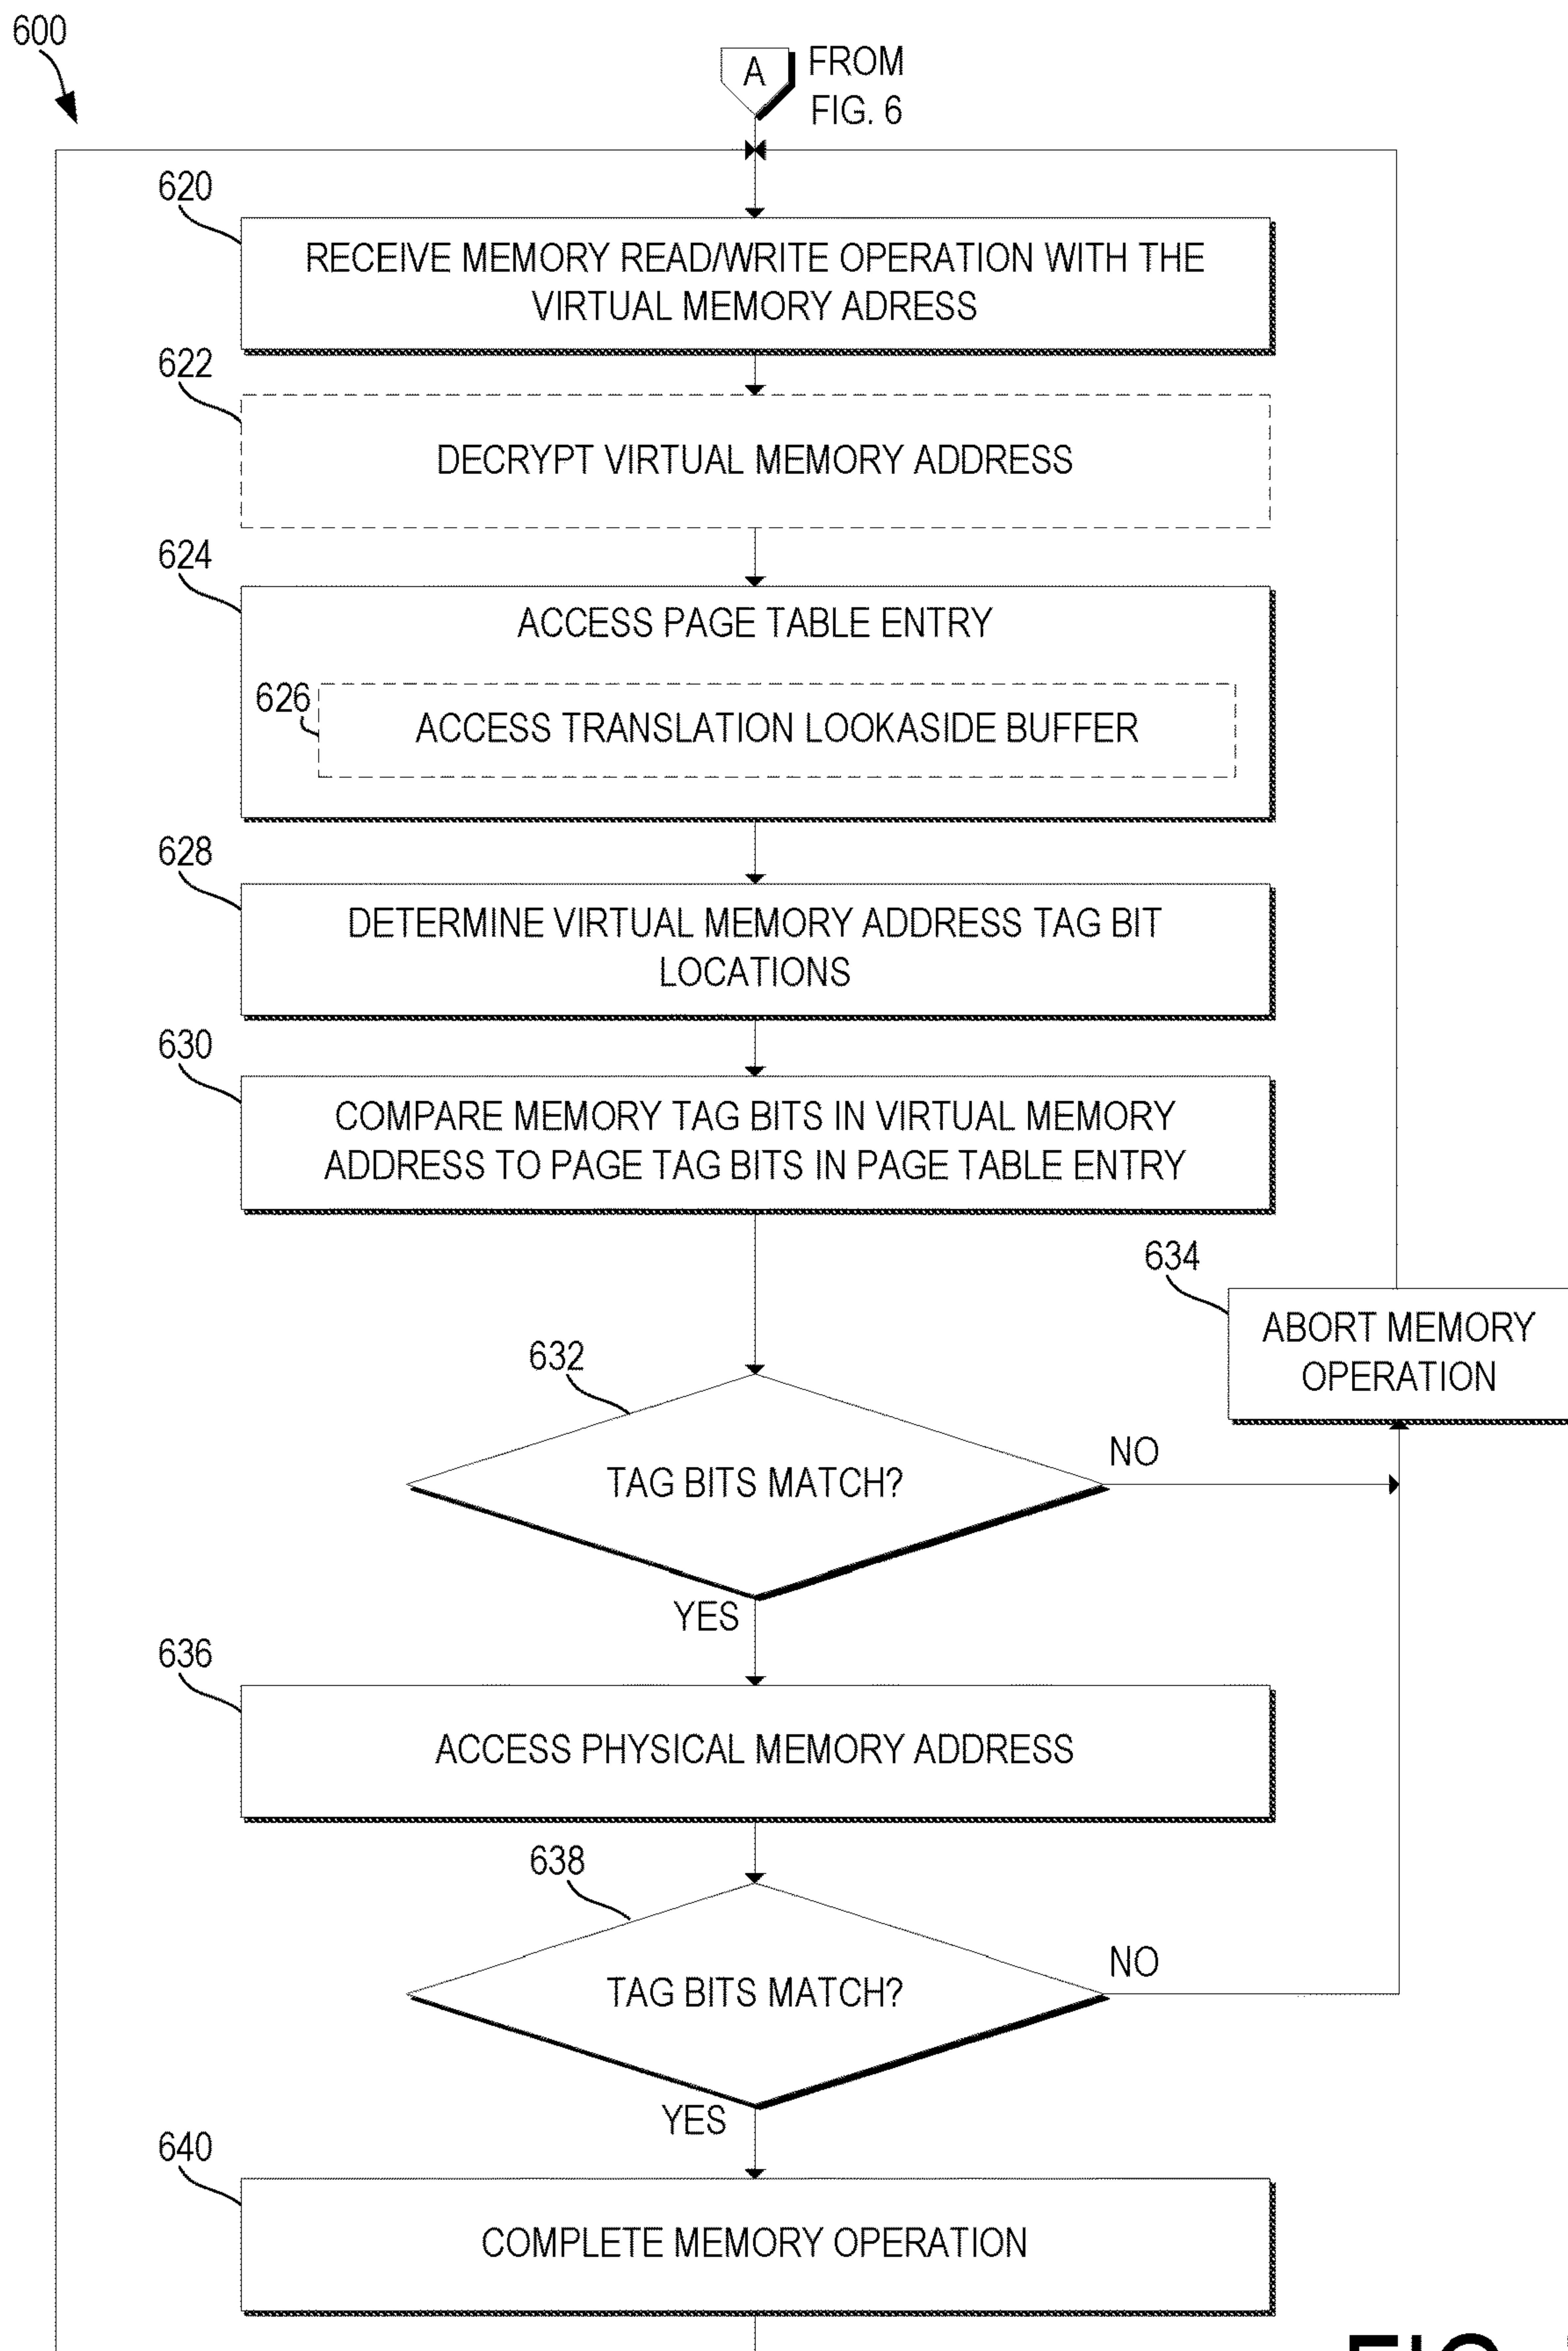 600
A
FROM
FIG. 6
620
RECEIVE MEMORY READ/WRITE OPERATION WITH THE
VIRTUAL MEMORY ADRESS
622
DECRYPT VIRTUAL MEMORY ADDRESS
624
ACCESS PAGE TABLE ENTRY
626
ACCESS TRANSLATION LOOKASIDE BUFFER
628
DETERMINE VIRTUAL MEMORY ADDRESS TAG BIT
LOCATIONS
630
COMPARE MEMORY TAG BITS IN VIRTUAL MEMORY
ADDRESS TO PAGE TAG BITS IN PAGE TABLE ENTRY
634
ABORT MEMORY
OPERATION
632
TAG BITS MATCH?
NO
YES
636
ACCESS PHYSICAL MEMORY ADDRESS
638
TAG BITS MATCH?
NO
YES
640
COMPLETE MEMORY OPERATION